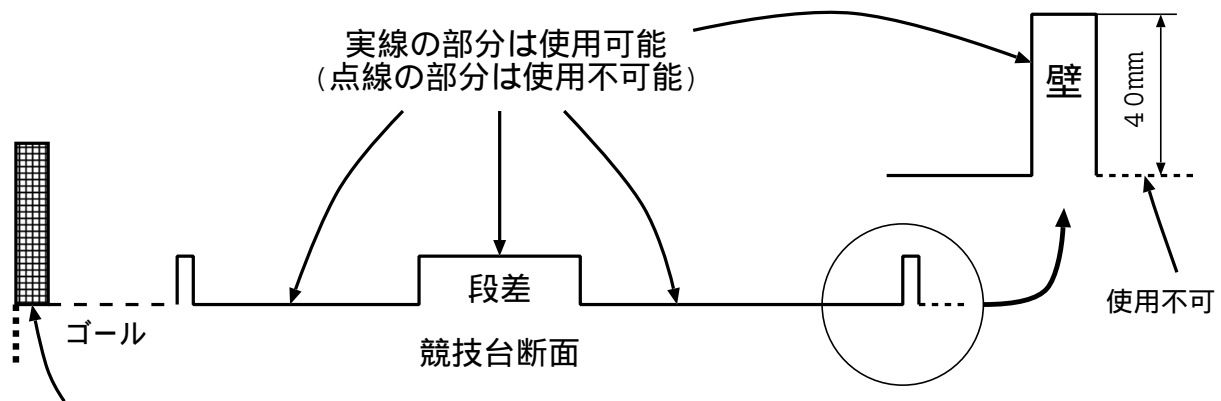 実線の部分は使用可能
(点線の部分は使用不可能)
壁
40mm
段差
ゴール
競技台断面
使用不可